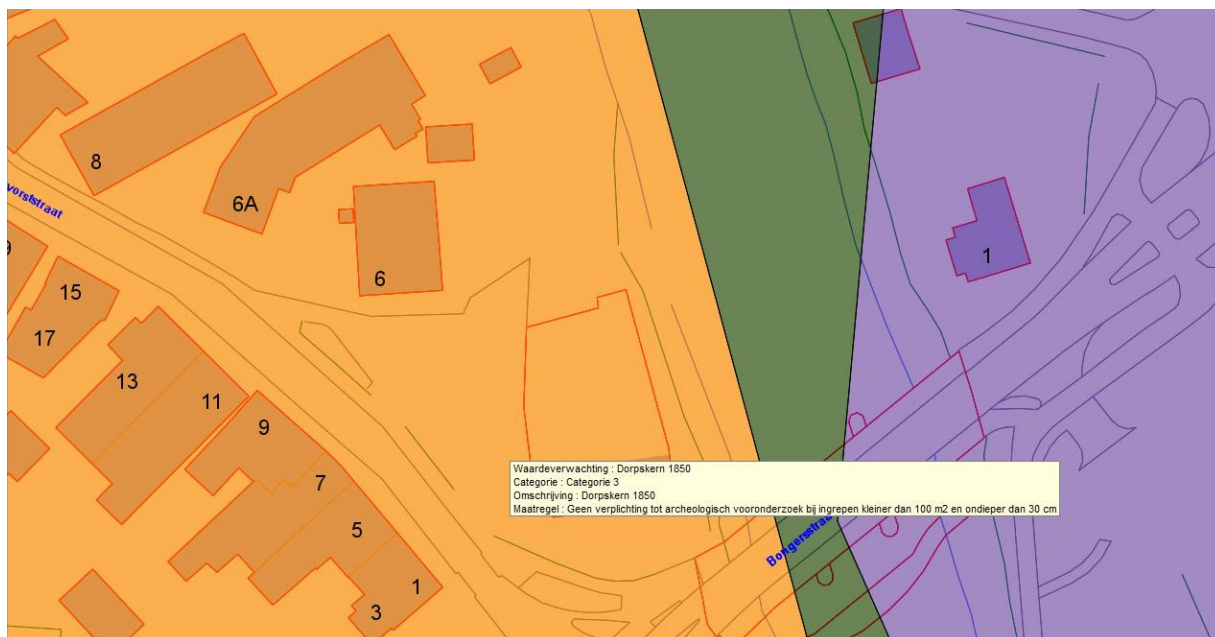 8
6A
vorststraat
6
1
9
15
17
13
11
9
7
5
1
3
Waardeverwachting : Dorpskern 1850
Categorie : Categorie 3
Omschrijving : Dorpskern 1850
Maatregel : Geen verplichting tot archeologisch vooronderzoek bij ingrepen kleiner dan 100 m2 en ondieper dan 30 cm
Bongersstraat